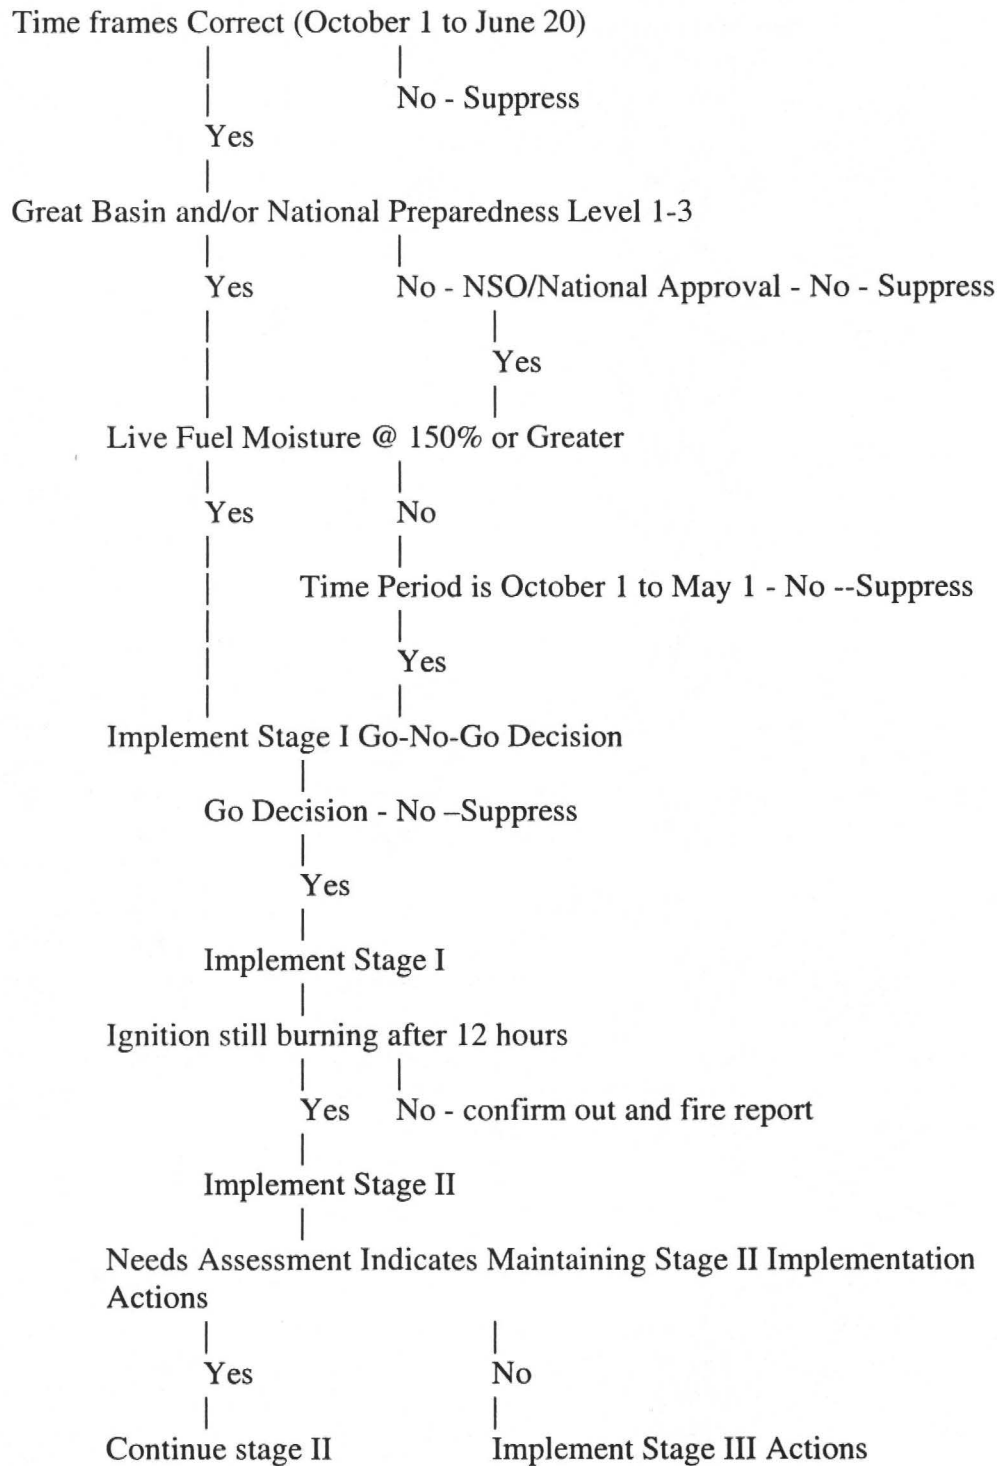 Time frames Correct (October 1 to June 20)
No - Suppress
Yes
Great Basin and/or National Preparedness Level 1-3
Yes No - NSO/National Approval - No - Suppress
Yes
Live Fuel Moisture @ 150% or Greater
Yes No
Time Period is October 1 to May 1 - No --Suppress
Yes
Implement Stage I Go-No-Go Decision
Go Decision - No –Suppress
Yes
Implement Stage I
Ignition still burning after 12 hours
Yes No - confirm out and fire report
Implement Stage II
Needs Assessment Indicates Maintaining Stage II Implementation
Actions
Yes No
Continue stage II Implement Stage III Actions